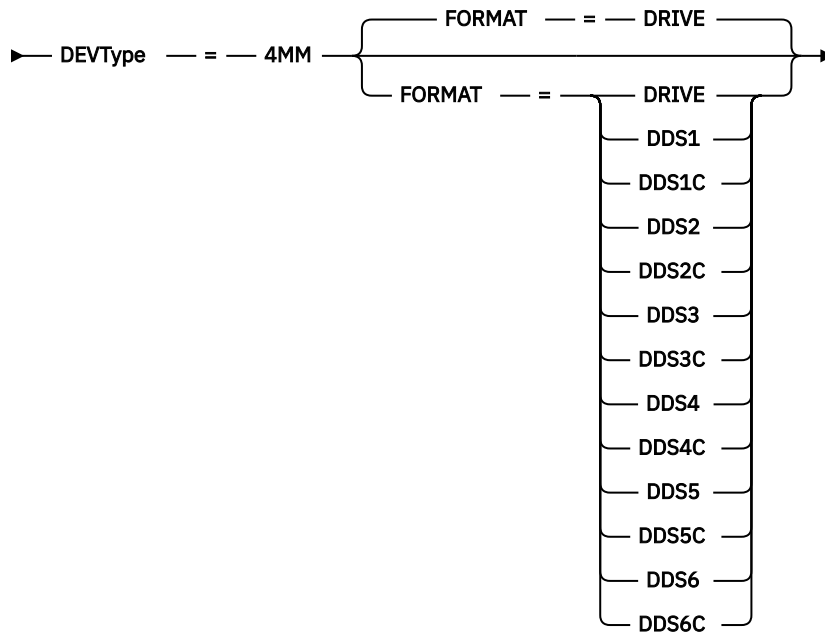 FORMAT = DRIVE
DEVType = 4MM
FORMAT = DRIVE
DDS1
DDS1C
DDS2
DDS2C
DDS3
DDS3C
DDS4
DDS4C
DDS5
DDS5C
DDS6
DDS6C